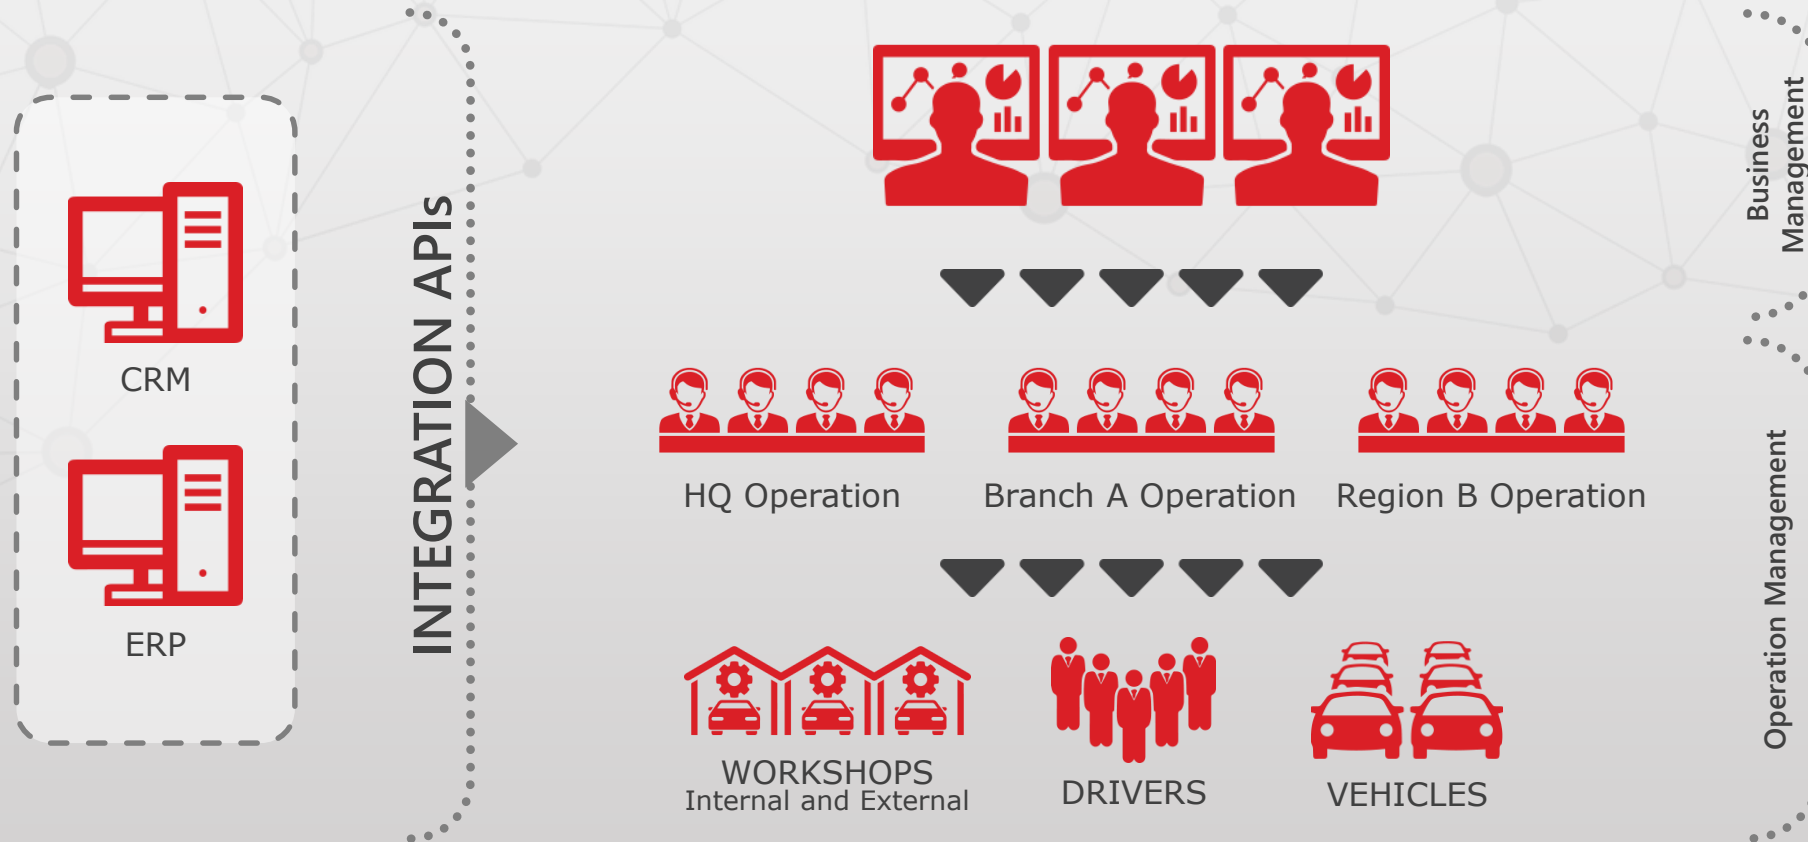 CRM
ERP
INTEGRATION APIs
Business
Management
HQ Operation
Branch A Operation
Region B Operation
Operation Management
WORKSHOPS
Internal and External
DRIVERS
VEHICLES